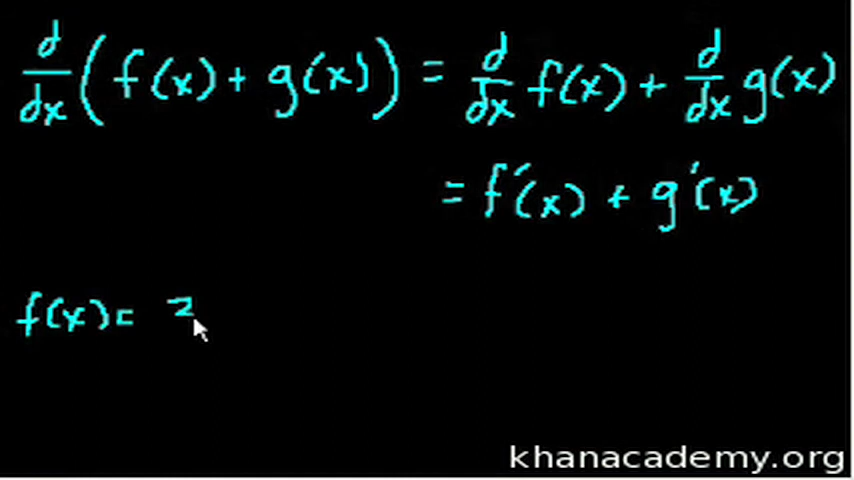 d/dx (f(x) + g(x)) = d/dx f(x) + d/dx g(x)
= f'(x) + g'(x)
f(x) =
khanacademy.org